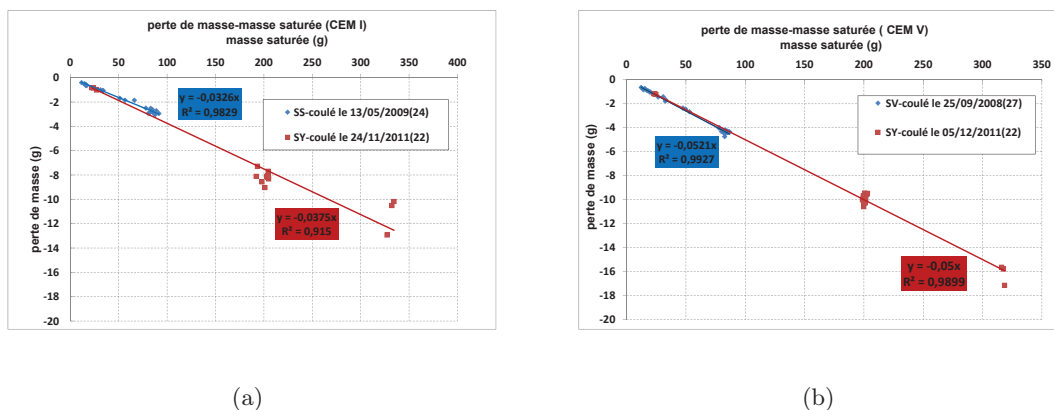 perte de masse-masse saturée (CEM I)
masse saturée (g)
0 50 100 150 200 250 300 350 400
0
-2
-4
-6
-8
-10
-12
-14
-16
-18
-20
perte de masse (g)
y = -0,0326x
R² = 0,9829
SS-coulé le 13/05/2009(24)
SY-coulé le 24/11/2011(22)
y = -0,0375x
R² = 0,915
(a)
perte de masse-masse saturée ( CEM V)
masse saturée (g)
0 50 100 150 200 250 300 350
0
-2
-4
-6
-8
-10
-12
-14
-16
-18
-20
perte de masse (g)
SV-coulé le 25/09/2008(27)
SY-coulé le 05/12/2011(22)
y = -0,0521x
R² = 0,9927
y = -0,05x
R² = 0,9899
(b)